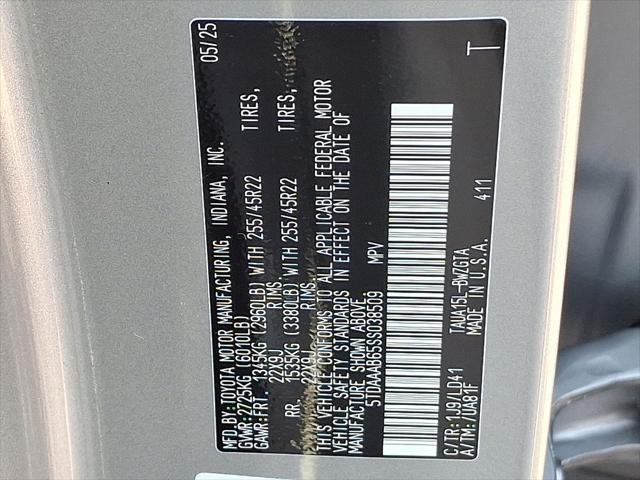 MFD.BY:TOYOTA MOTOR MANUFACTURING, INDIANA, INC. 05/25
GVWR:2725KG(6010LB)
GAWR:FRT. 1345KG(2960LB)WITH 255/45R22 TIRES,
22X9J RIMS
RR. 1535KG(3380LB)WITH 255/45R22 TIRES,
22X9J RIMS
THIS VEHICLE CONFORMS TO ALL APPLICABLE FEDERAL MOTOR
VEHICLE SAFETY STANDARDS IN EFFECT ON THE DATE OF
MANUFACTURE SHOWN ABOVE.
5TDAAAB65SS038509 MPV
C/TR:1J9/LD41 TAUA15L-BWZGTA
A/TM: /UA81F MADE IN U.S.A. 411
T